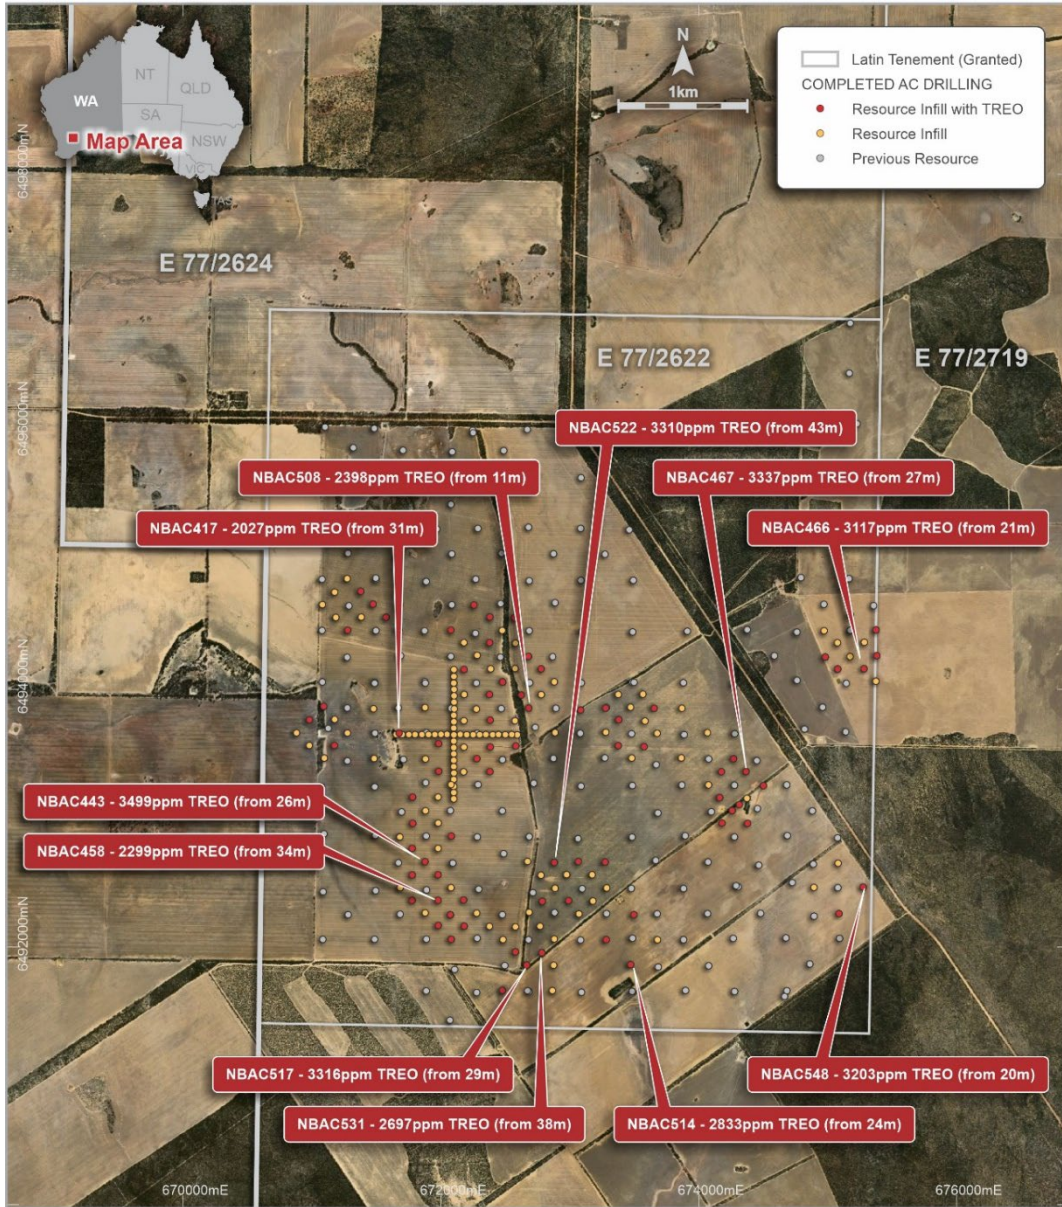 NT
QLD
WA
SA
NSW
VIC
TAS
Map Area
N
1km
Latin Tenement (Granted)
COMPLETED AC DRILLING
Resource Infill with TREO
Resource Infill
Previous Resource
6498000mN
E 77/2624
E 77/2622
E 77/2719
6496000mN
NBAC522 - 3310ppm TREO (from 43m)
NBAC508 - 2398ppm TREO (from 11m)
NBAC467 - 3337ppm TREO (from 27m)
NBAC417 - 2027ppm TREO (from 31m)
NBAC466 - 3117ppm TREO (from 21m)
6494000mN
NBAC443 - 3499ppm TREO (from 26m)
NBAC458 - 2299ppm TREO (from 34m)
6492000mN
NBAC517 - 3316ppm TREO (from 29m)
NBAC548 - 3203ppm TREO (from 20m)
NBAC531 - 2697ppm TREO (from 38m)
NBAC514 - 2833ppm TREO (from 24m)
670000mE
672000mE
674000mE
676000mE